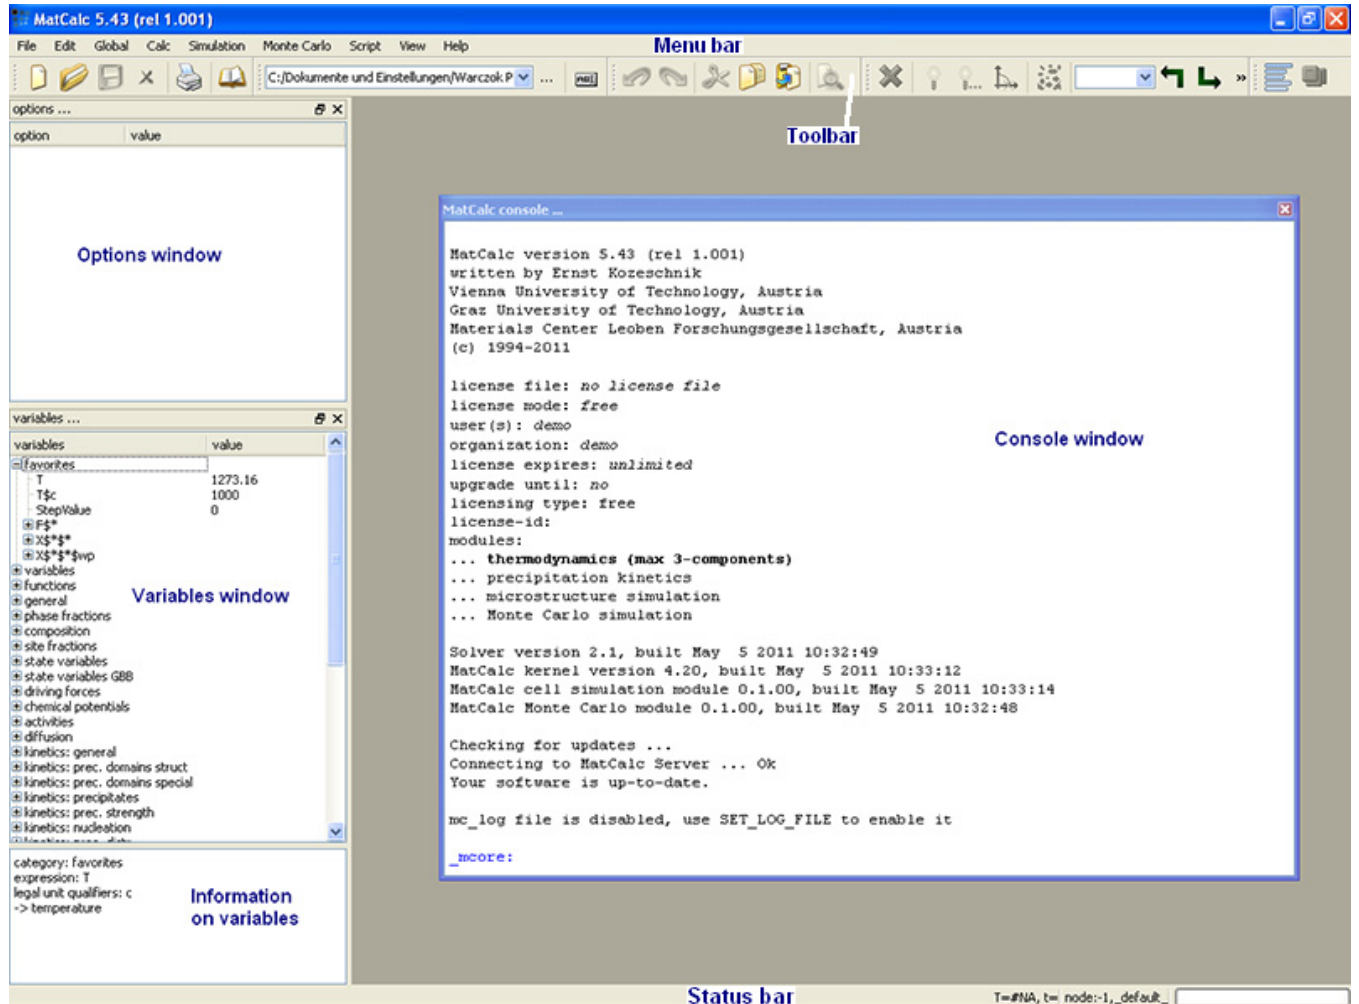 MatCalc 5.43 (rel 1.001)
File Edit Global Calc Simulation Monte Carlo Script View Help
Menu bar
C:/Dokumente und Einstellungen/Warczok P ...
Toolbar
options ...
option value
Options window
variables ...
variables value
favorites
T 1273.16
T$c 1000
StepValue 0
F$*
X$*$*
X$*$*$wp
variables
functions
general
phase fractions
composition
site fractions
state variables
state variables GBB
driving forces
chemical potentials
activities
diffusion
kinetics: general
kinetics: prec. domains struct
kinetics: prec. domains special
kinetics: precipitates
kinetics: prec. strength
kinetics: nucleation
Variables window
category: favorites
expression: T
legal unit qualifiers: c
-> temperature
Information
on variables
MatCalc console ...
MatCalc version 5.43 (rel 1.001)
written by Ernst Kozeschnik
Vienna University of Technology, Austria
Graz University of Technology, Austria
Materials Center Leoben Forschungsgesellschaft, Austria
(c) 1994-2011
license file: no license file
license mode: free
user(s): demo
organization: demo
license expires: unlimited
upgrade until: no
licensing type: free
license-id:
modules:
... thermodynamics (max 3-components)
... precipitation kinetics
... microstructure simulation
... Monte Carlo simulation
Solver version 2.1, built May 5 2011 10:32:49
MatCalc kernel version 4.20, built May 5 2011 10:33:12
MatCalc cell simulation module 0.1.00, built May 5 2011 10:33:14
MatCalc Monte Carlo module 0.1.00, built May 5 2011 10:32:48
Checking for updates ...
Connecting to MatCalc Server ... Ok
Your software is up-to-date.
mc_log file is disabled, use SET_LOG_FILE to enable it
_mcore:
Console window
Status bar
T=#NA, t= node:-1,_default_